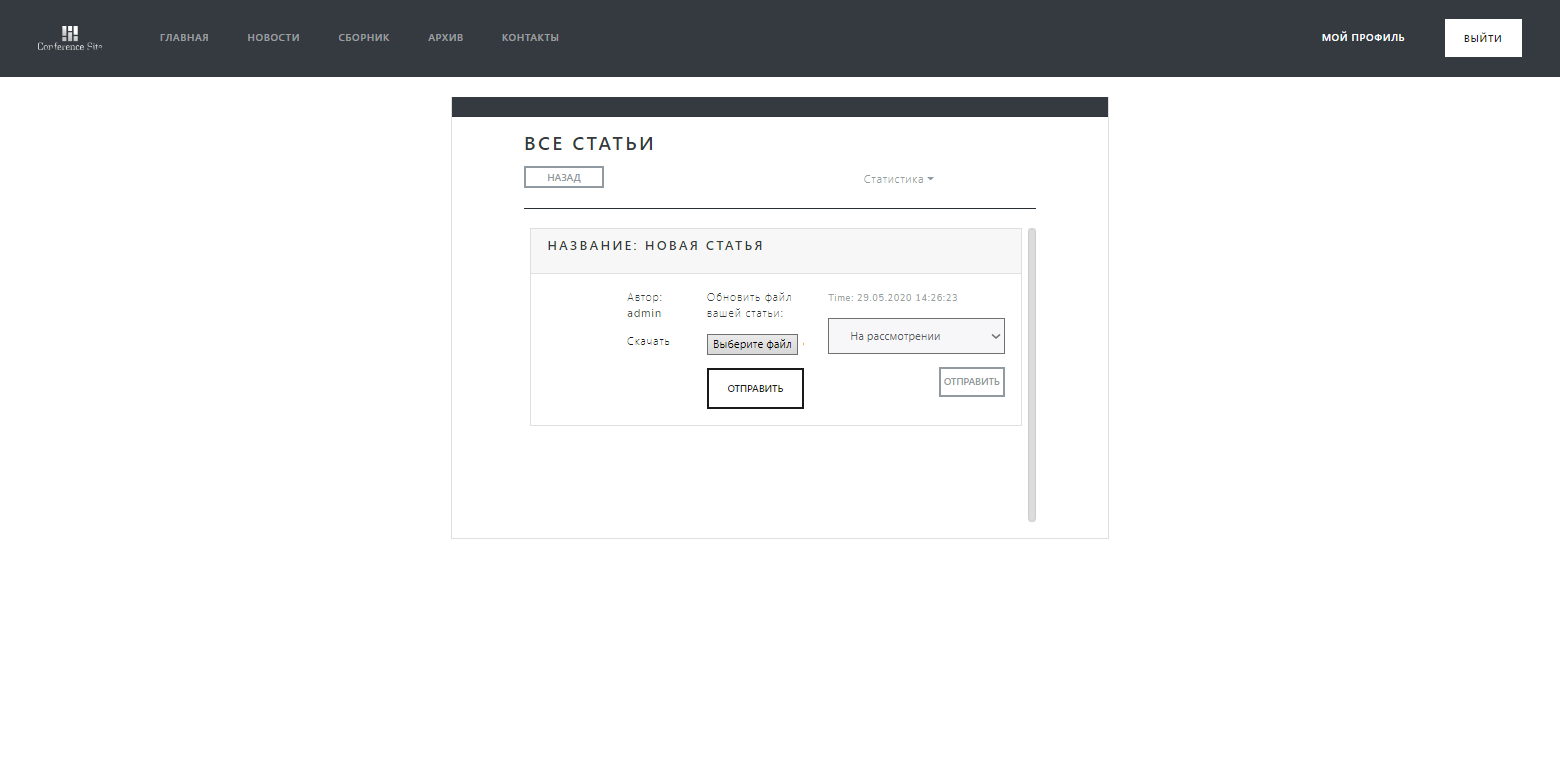 Conference Site
ГЛАВНАЯ
НОВОСТИ
СБОРНИК
АРХИВ
КОНТАКТЫ
МОЙ ПРОФИЛЬ
ВЫЙТИ
ВСЕ СТАТЬИ
НАЗАД
Статистика
НАЗВАНИЕ: НОВАЯ СТАТЬЯ
Автор:
admin
Скачать
Обновить файл
вашей статьи:
Выберите файл
ОТПРАВИТЬ
Time: 29.05.2020 14:26:23
На рассмотрении
ОТПРАВИТЬ